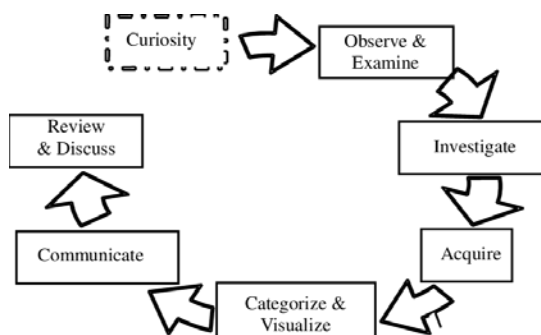 Curiosity
Observe &
Examine
Investigate
Acquire
Categorize &
Visualize
Communicate
Review
& Discuss